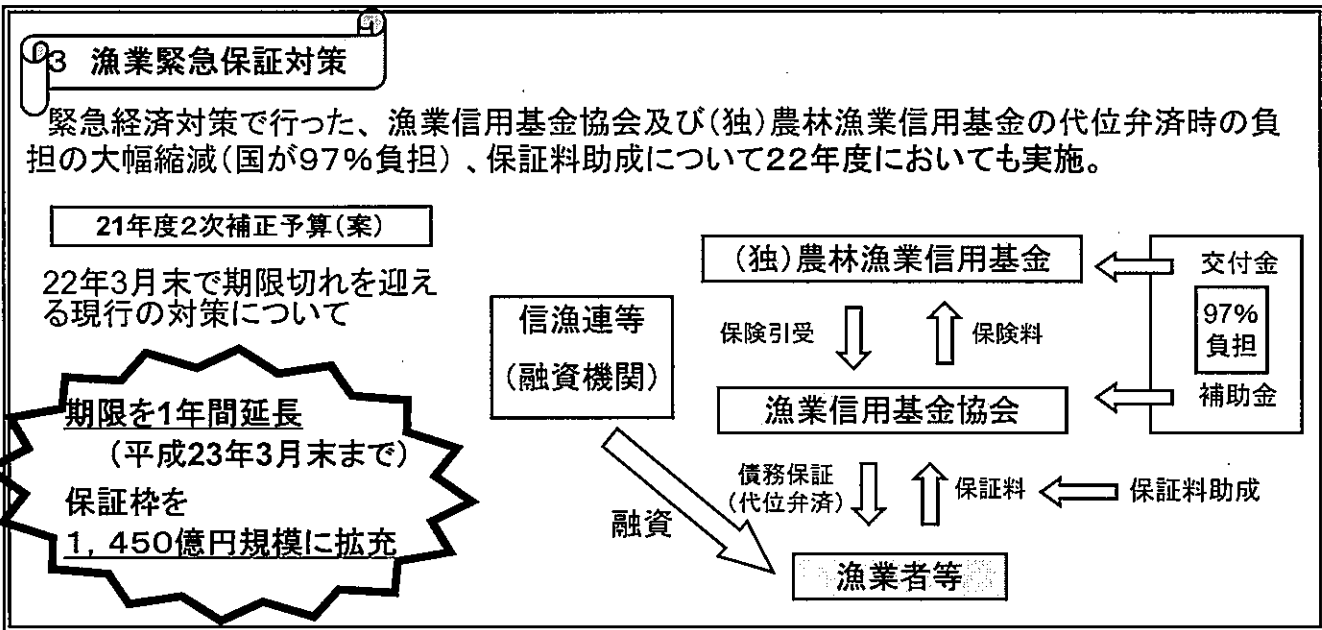 3 漁業緊急保証対策
緊急経済対策で行った、漁業信用基金協会及び(独)農林漁業信用基金の代位弁済時の負
担の大幅縮減(国が97%負担)、保証料助成について22年度においても実施。
21年度2次補正予算(案)
22年3月末で期限切れを迎え
る現行の対策について
期限を1年間延長
(平成23年3月末まで)
保証枠を
1,450億円規模に拡充
信漁連等
(融資機関)
融資
(独)農林漁業信用基金
保険引受
保険料
漁業信用基金協会
債務保証
(代位弁済)
保証料
保証料助成
漁業者等
交付金
97%
負担
補助金